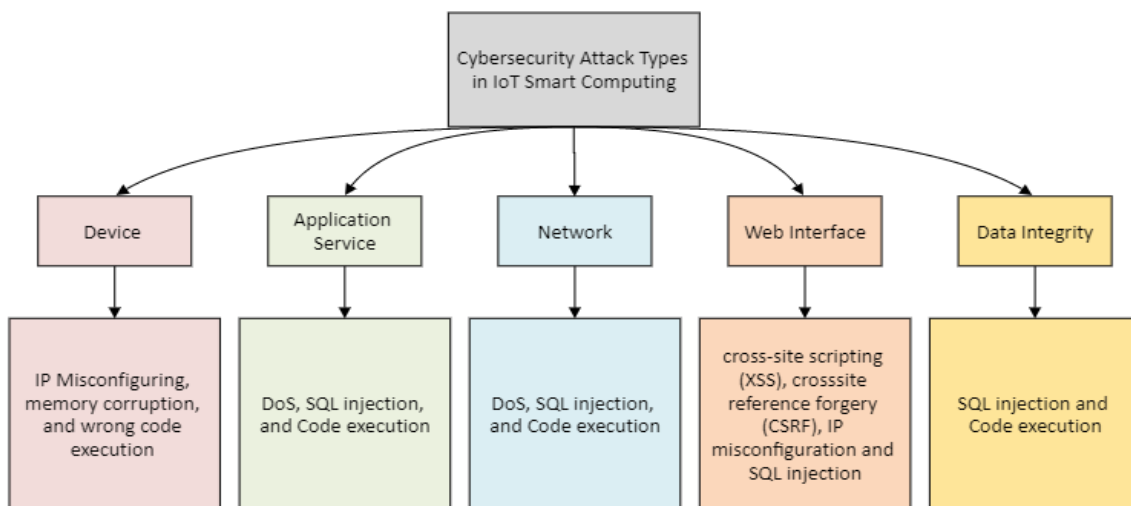 Cybersecurity Attack Types
in IoT Smart Computing
Device
Application
Service
Network
Web Interface
Data Integrity
IP Misconfiguring,
memory corruption,
and wrong code
execution
DoS, SQL injection,
and Code execution
DoS, SQL injection,
and Code execution
cross-site scripting
(XSS), crosssite
reference forgery
(CSRF), IP
misconfiguration and
SQL injection
SQL injection and
Code execution